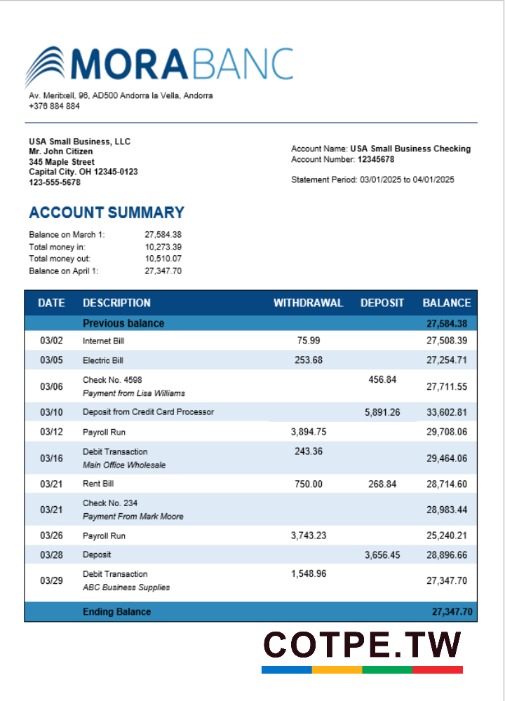 MORABANC
Av. Meritxell, 96, AD500 Andorra la Vella, Andorra
+376 884 884
USA Small Business, LLC
Mr. John Citizen
345 Maple Street
Capital City. OH 12345-0123
123-555-5678
Account Name: USA Small Business Checking
Account Number: 12345678
Statement Period: 03/01/2025 to 04/01/2025
ACCOUNT SUMMARY
Balance on March 1: 27,584.38
Total money in: 10,273.39
Total money out: 10,510.07
Balance on April 1: 27,347.70
DATE DESCRIPTION WITHDRAWAL DEPOSIT BALANCE
Previous balance 27,584.38
03/02 Internet Bill 75.99 27,508.39
03/05 Electric Bill 253.68 27,254.71
03/06 Check No. 4598 456.84 27,711.55
Payment from Lisa Williams
03/10 Deposit from Credit Card Processor 5,891.26 33,602.81
03/12 Payroll Run 3,894.75 29,708.06
03/16 Debit Transaction 243.36 29,464.06
Main Office Wholesale
03/21 Rent Bill 750.00 268.84 28,714.60
03/21 Check No. 234 28,983.44
Payment From Mark Moore
03/26 Payroll Run 3,743.23 25,240.21
03/28 Deposit 3,656.45 28,896.66
03/29 Debit Transaction 1,548.96 27,347.70
ABC Business Supplies
Ending Balance 27,347.70
COTPE.TW